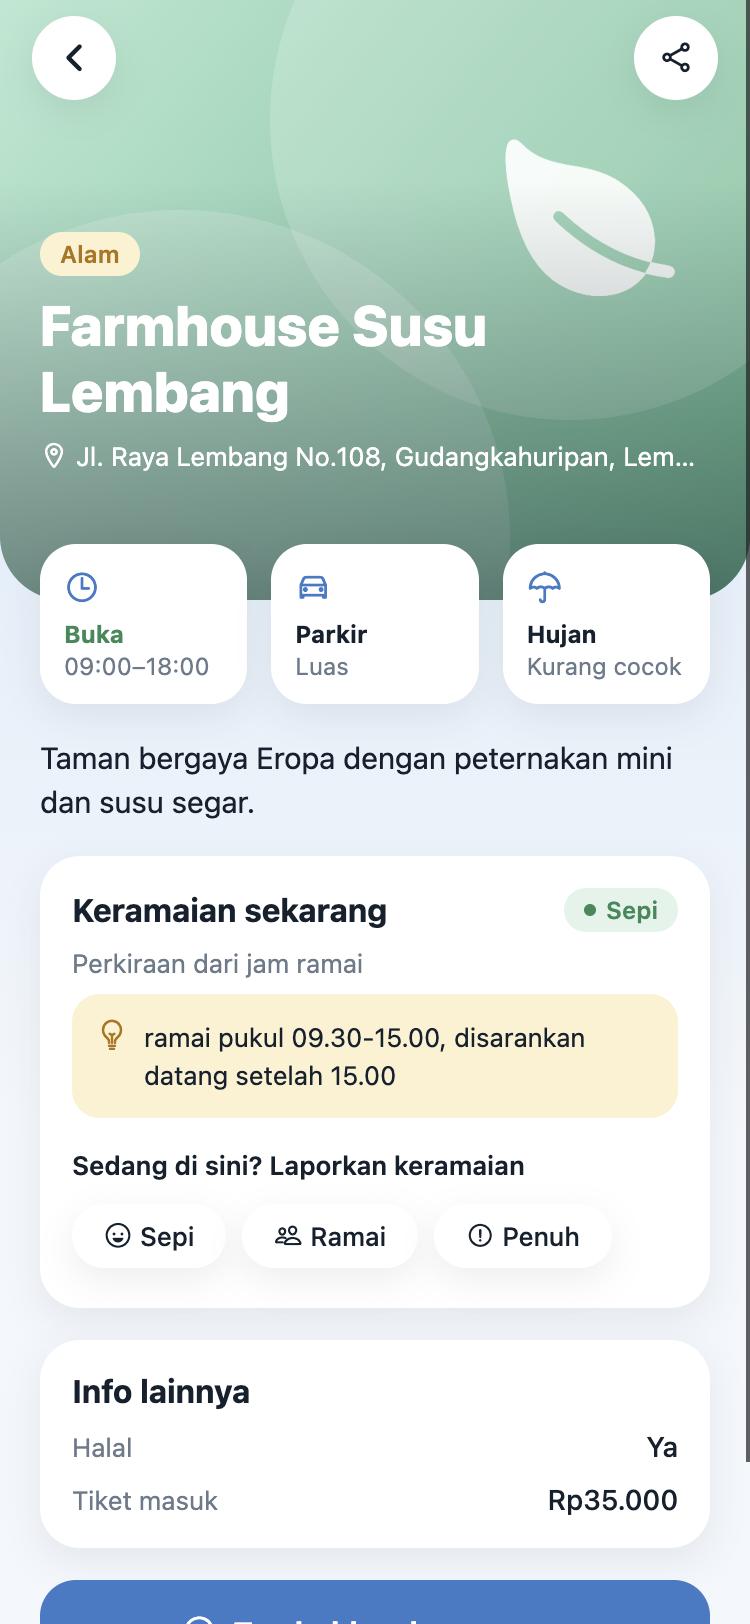 Alam
Farmhouse Susu
Lembang
Jl. Raya Lembang No.108, Gudangkahuripan, Lem...
Buka
09:00–18:00
Parkir
Luas
Hujan
Kurang cocok
Taman bergaya Eropa dengan peternakan mini
dan susu segar.
Keramaian sekarang
Sepi
Perkiraan dari jam ramai
ramai pukul 09.30-15.00, disarankan
datang setelah 15.00
Sedang di sini? Laporkan keramaian
Sepi
Ramai
Penuh
Info lainnya
Halal
Ya
Tiket masuk
Rp35.000